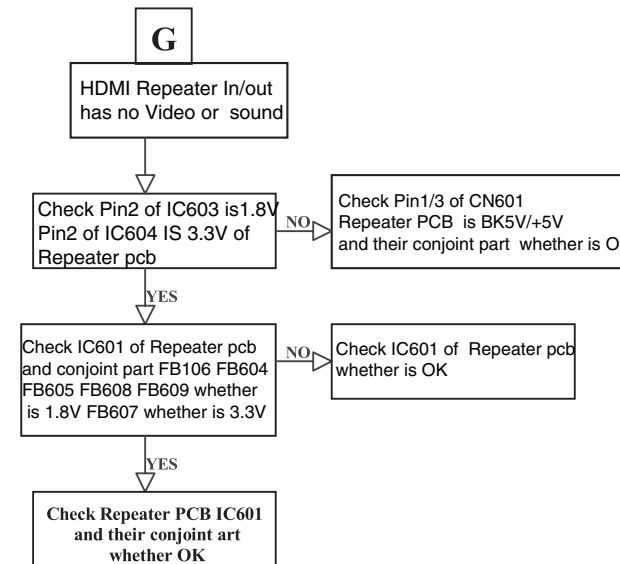 G
HDMI Repeater In/out
has no Video or sound
Check Pin2 of IC603 is1.8V
Pin2 of IC604 IS 3.3V of
Repeater pcb
NO
Check Pin1/3 of CN601
Repeater PCB is BK5V/+5V
and their conjoint part whether is O
YES
Check IC601 of Repeater pcb
and conjoint part FB106 FB604
FB605 FB608 FB609 whether
is 1.8V FB607 whether is 3.3V
NO
Check IC601 of Repeater pcb
whether is OK
YES
Check Repeater PCB IC601
and their conjoint art
whether OK